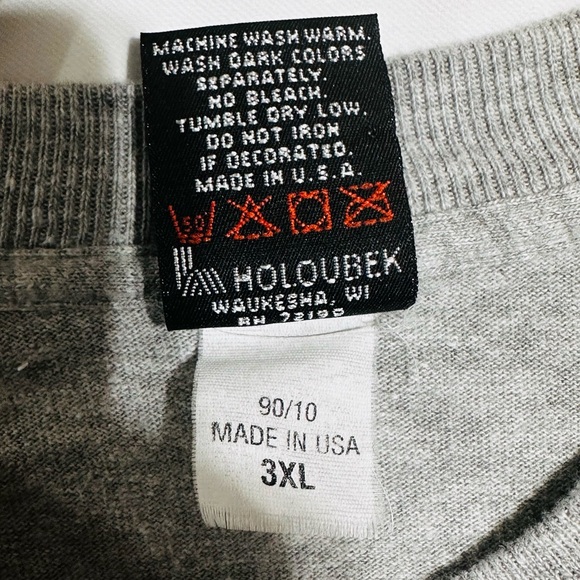 MACHINE WASH WARM.
WASH DARK COLORS
SEPARATELY.
NO BLEACH.
TUMBLE DRY LOW.
DO NOT IRON
IF DECORATED.
MADE IN U.S.A.
HOLOUBEK
WAUKESHA, WI
90/10
MADE IN USA
3XL